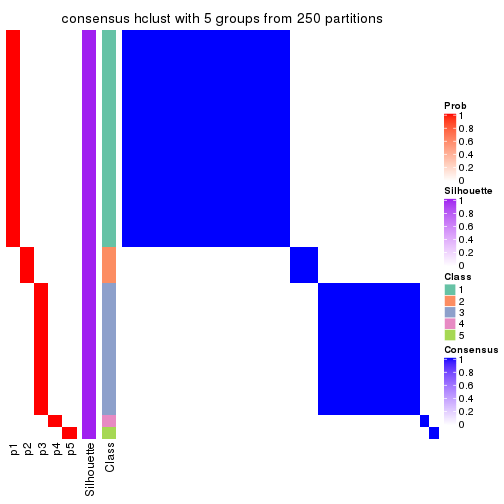 consensus hclust with 5 groups from 250 partitions
Prob
1
0.8
0.6
0.4
0.2
0
Silhouette
1
0.8
0.6
0.4
0.2
0
Class
1
2
3
4
5
Consensus
1
0.8
0.6
0.4
0.2
0
p1
p2
p3
p4
p5
Silhouette
Class